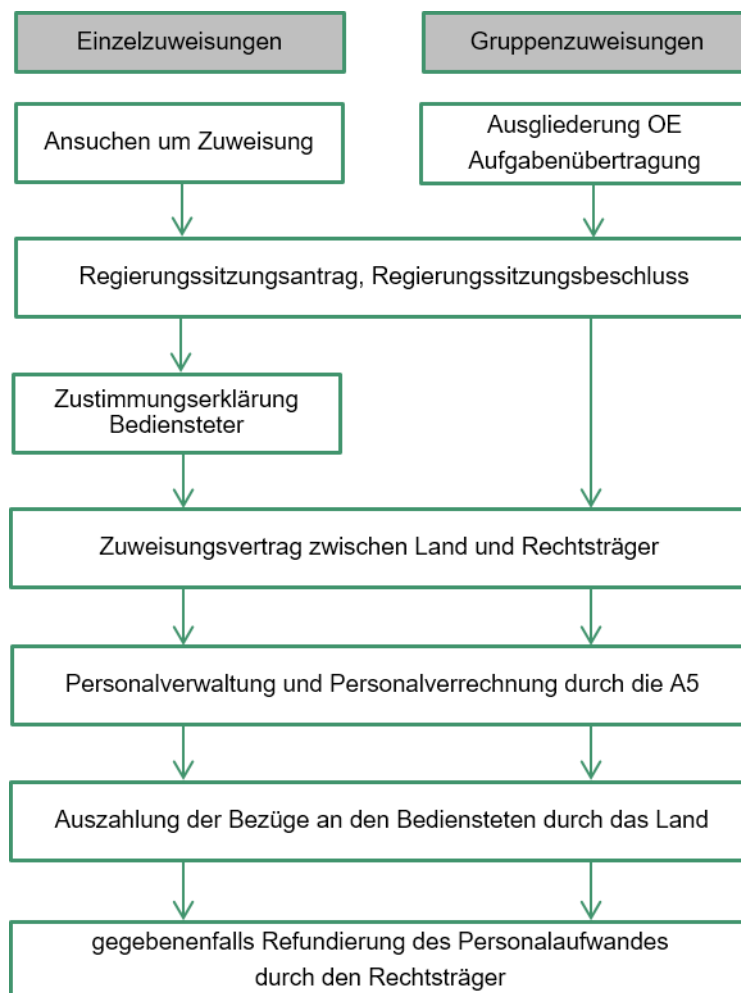 Einzelzuweisungen
Gruppenzuweisungen
Ansuchen um Zuweisung
Ausgliederung OE
Aufgabenübertragung
Regierungssitzungsantrag, Regierungssitzungsbeschluss
Zustimmungserklärung
Bediensteter
Zuweisungsvertrag zwischen Land und Rechtsträger
Personalverwaltung und Personalverrechnung durch die A5
Auszahlung der Bezüge an den Bediensteten durch das Land
gegebenenfalls Refundierung des Personalaufwandes
durch den Rechtsträger